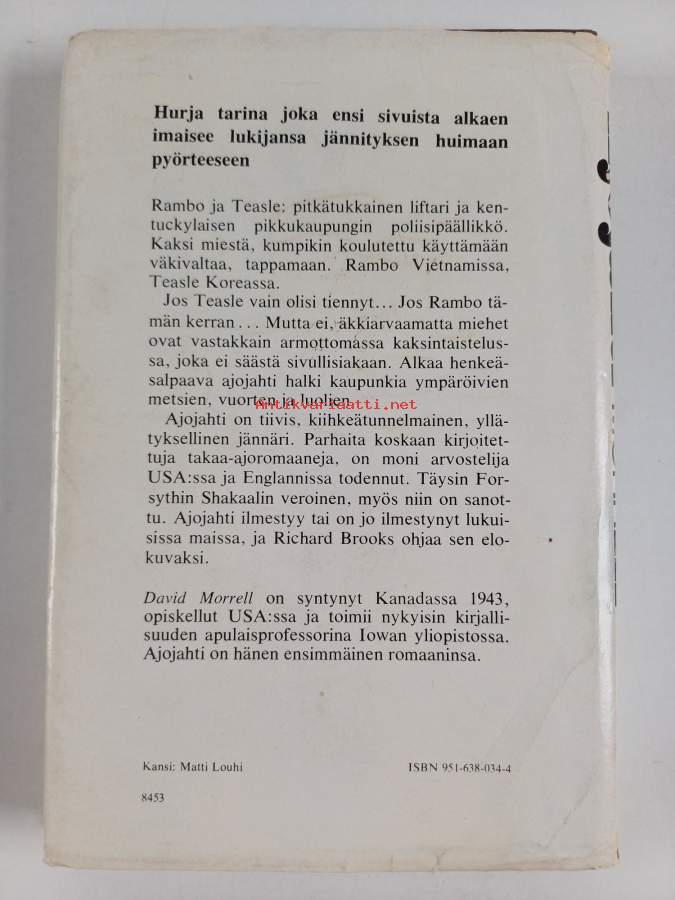 Hurja tarina joka ensi sivuista alkaen
imaisee lukijansa jännityksen huimaan
pyörteeseen
Rambo ja Teasle: pitkätukkainen liftari ja ken-
tuckylaisen pikkukaupungin poliisipäällikkö.
Kaksi miestä, kumpikin koulutettu käyttämään
väkivaltaa, tappamaan. Rambo Vietnamissa,
Teasle Koreassa.
Jos Teasle vain olisi tiennyt... Jos Rambo tä-
män kerran... Mutta ei, äkkiarvaamatta miehet
ovat vastakkain armottomassa kaksintaistelus-
sa, joka ei säästä sivullisiakaan. Alkaa henkeä-
salpaava ajojahti halki kaupunkia ympäröivien
metsien, vuorten ja luolien.
Antikvariaatti.net
Ajojahti on tiivis, kiihkeätunnelmainen, yllä-
tyksellinen jännäri. Parhaita koskaan kirjoitet-
tuja takaa-ajoromaaneja, on moni arvostelija
USA:ssa ja Englannissa todennut. Täysin For-
sythin Shakaalin veroinen, myös niin on sanot-
tu. Ajojahti ilmestyy tai on jo ilmestynyt lukui-
sissa maissa, ja Richard Brooks ohjaa sen elo-
kuvaksi.
David Morrell on syntynyt Kanadassa 1943,
opiskellut USA:ssa ja toimii nykyisin kirjalli-
suuden apulaisprofessorina Iowan yliopistossa.
Ajojahti on hänen ensimmäinen romaaninsa.
Kansi: Matti Louhi
ISBN 951-638-034-4
8453